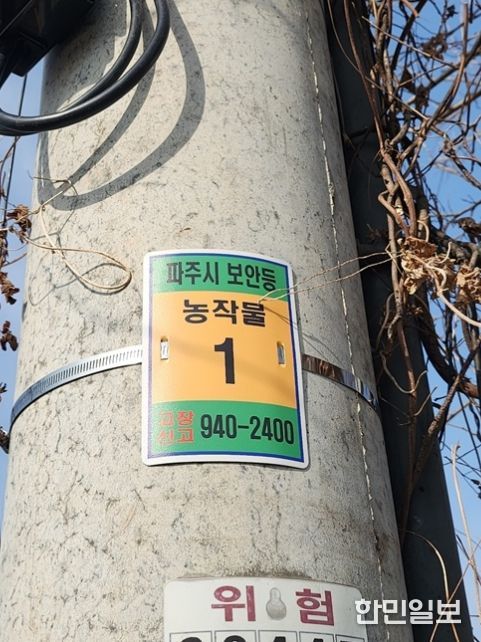 파주시 보안등
농작물
1
고장
신고 940-2400
위험
한민일보